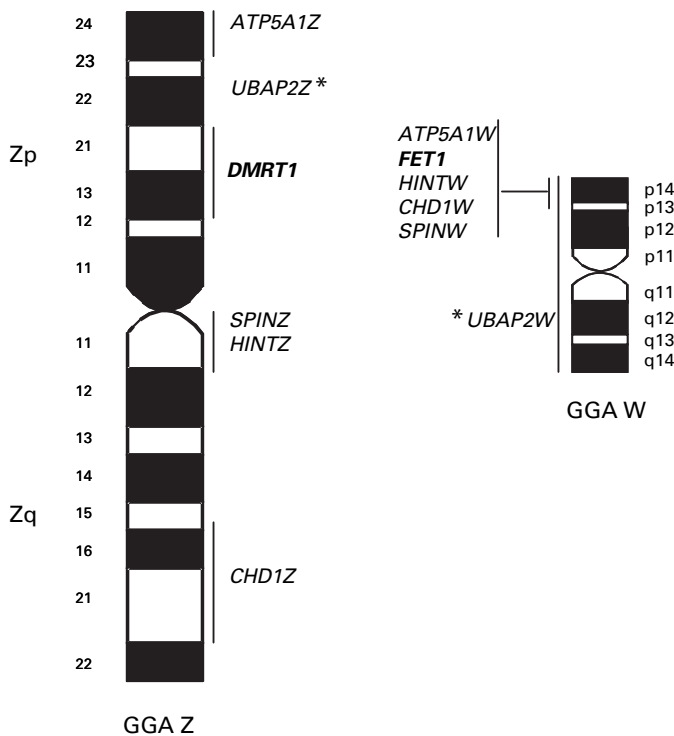 24
ATP5A1Z
23
22
UBAP2Z *
Zp
21
13
DMRT1
12
11
SPINZ
HINTZ
11
12
13
14
Zq
15
16
CHD1Z
21
22
GGA Z
ATP5A1W
FET1
HINTW
CHD1W
SPINW
p14
p13
p12
p11
q11
* UBAP2W
q12
q13
q14
GGA W